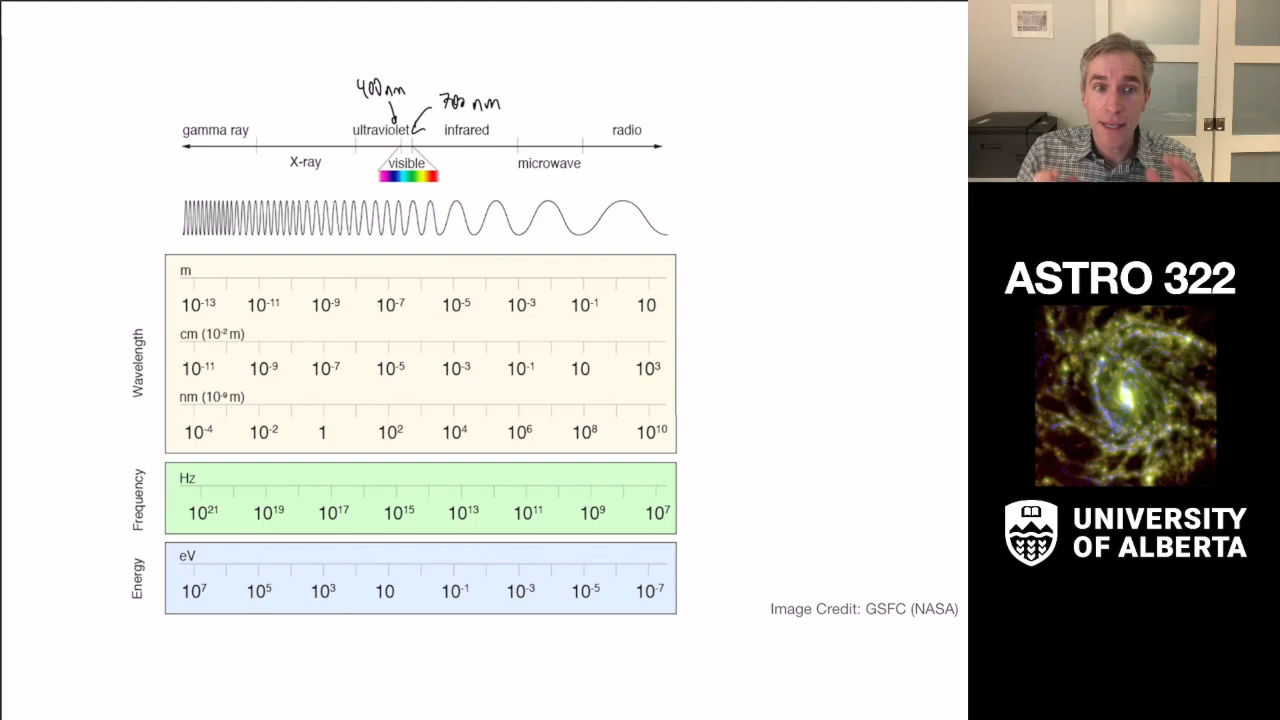 400nm
700 nm
gamma ray ultraviolet infrared radio
X-ray visible microwave
m
10-13 10-11 10-9 10-7 10-5 10-3 10-1 10
cm (10-2 m)
10-11 10-9 10-7 10-5 10-3 10-1 10 103
nm (10-9 m)
10-4 10-2 1 102 104 106 108 1010
Wavelength
Hz
1021 1019 1017 1015 1013 1011 109 107
Frequency
eV
107 105 103 10 10-1 10-3 10-5 10-7
Energy
Image Credit: GSFC (NASA)
ASTRO 322
UNIVERSITY
OF ALBERTA